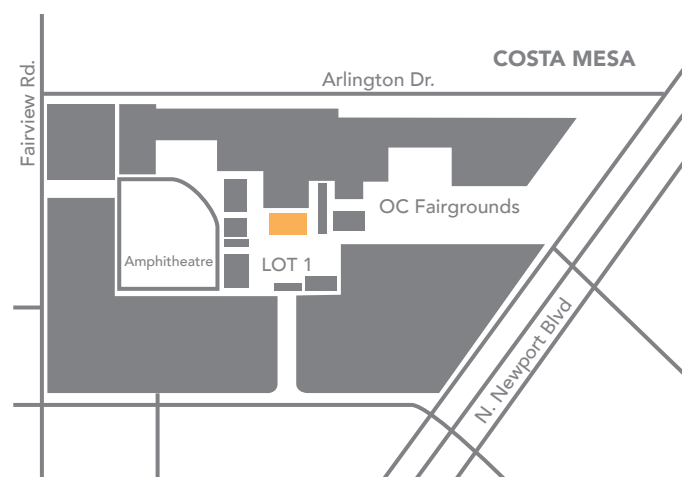 COSTA MESA
Arlington Dr.
Fairview Rd.
OC Fairgrounds
Amphitheatre
LOT 1
N. Newport Blvd